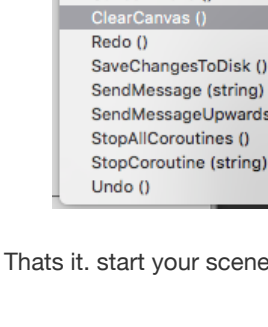 ClearCanvas ()
Redo ()
SaveChangesToDisk ()
SendMessage (string)
SendMessageUpwards
StopAllCoroutines ()
StopCoroutine (string)
Undo ()
Thats it. start your scene